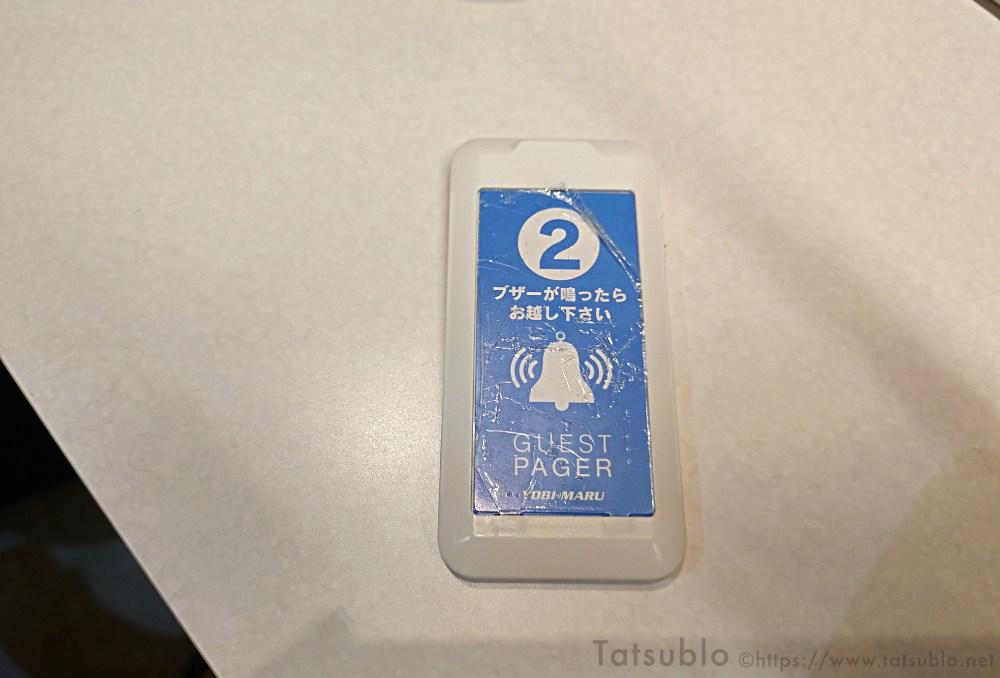 2
ブザーが鳴ったら
お越し下さい
GUEST
PAGER
YOBI-MARU
Tatsublo ©https://www.tatsublo.net